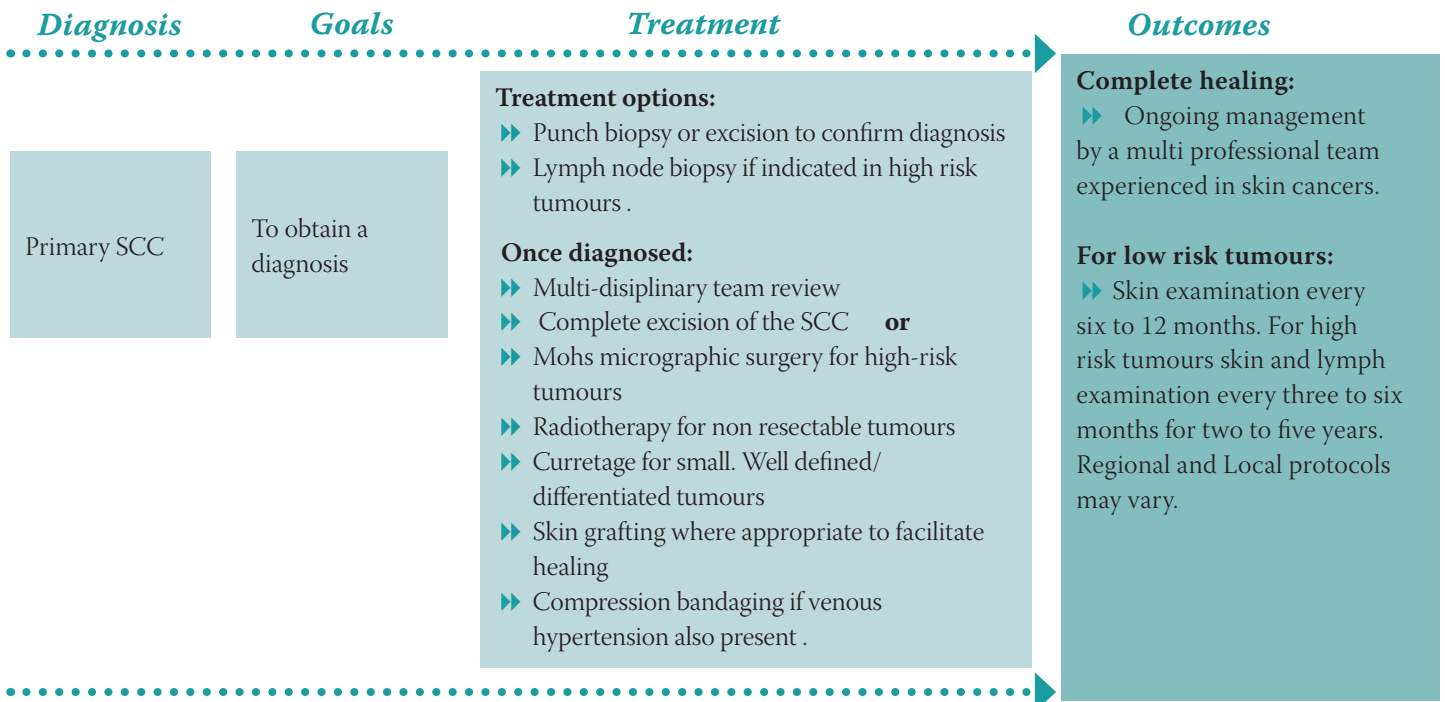 Diagnosis Goals Treatment Outcomes
Primary SCC
To obtain a
diagnosis
Treatment options:
Punch biopsy or excision to confirm diagnosis
Lymph node biopsy if indicated in high risk
tumours .
Once diagnosed:
Multi-disiplinary team review
Complete excision of the SCC or
Mohs micrographic surgery for high-risk
tumours
Radiotherapy for non resectable tumours
Curretage for small. Well defined/
differentiated tumours
Skin grafting where appropriate to facilitate
healing
Compression bandaging if venous
hypertension also present .
Complete healing:
Ongoing management
by a multi professional team
experienced in skin cancers.
For low risk tumours:
Skin examination every
six to 12 months. For high
risk tumours skin and lymph
examination every three to six
months for two to five years.
Regional and Local protocols
may vary.